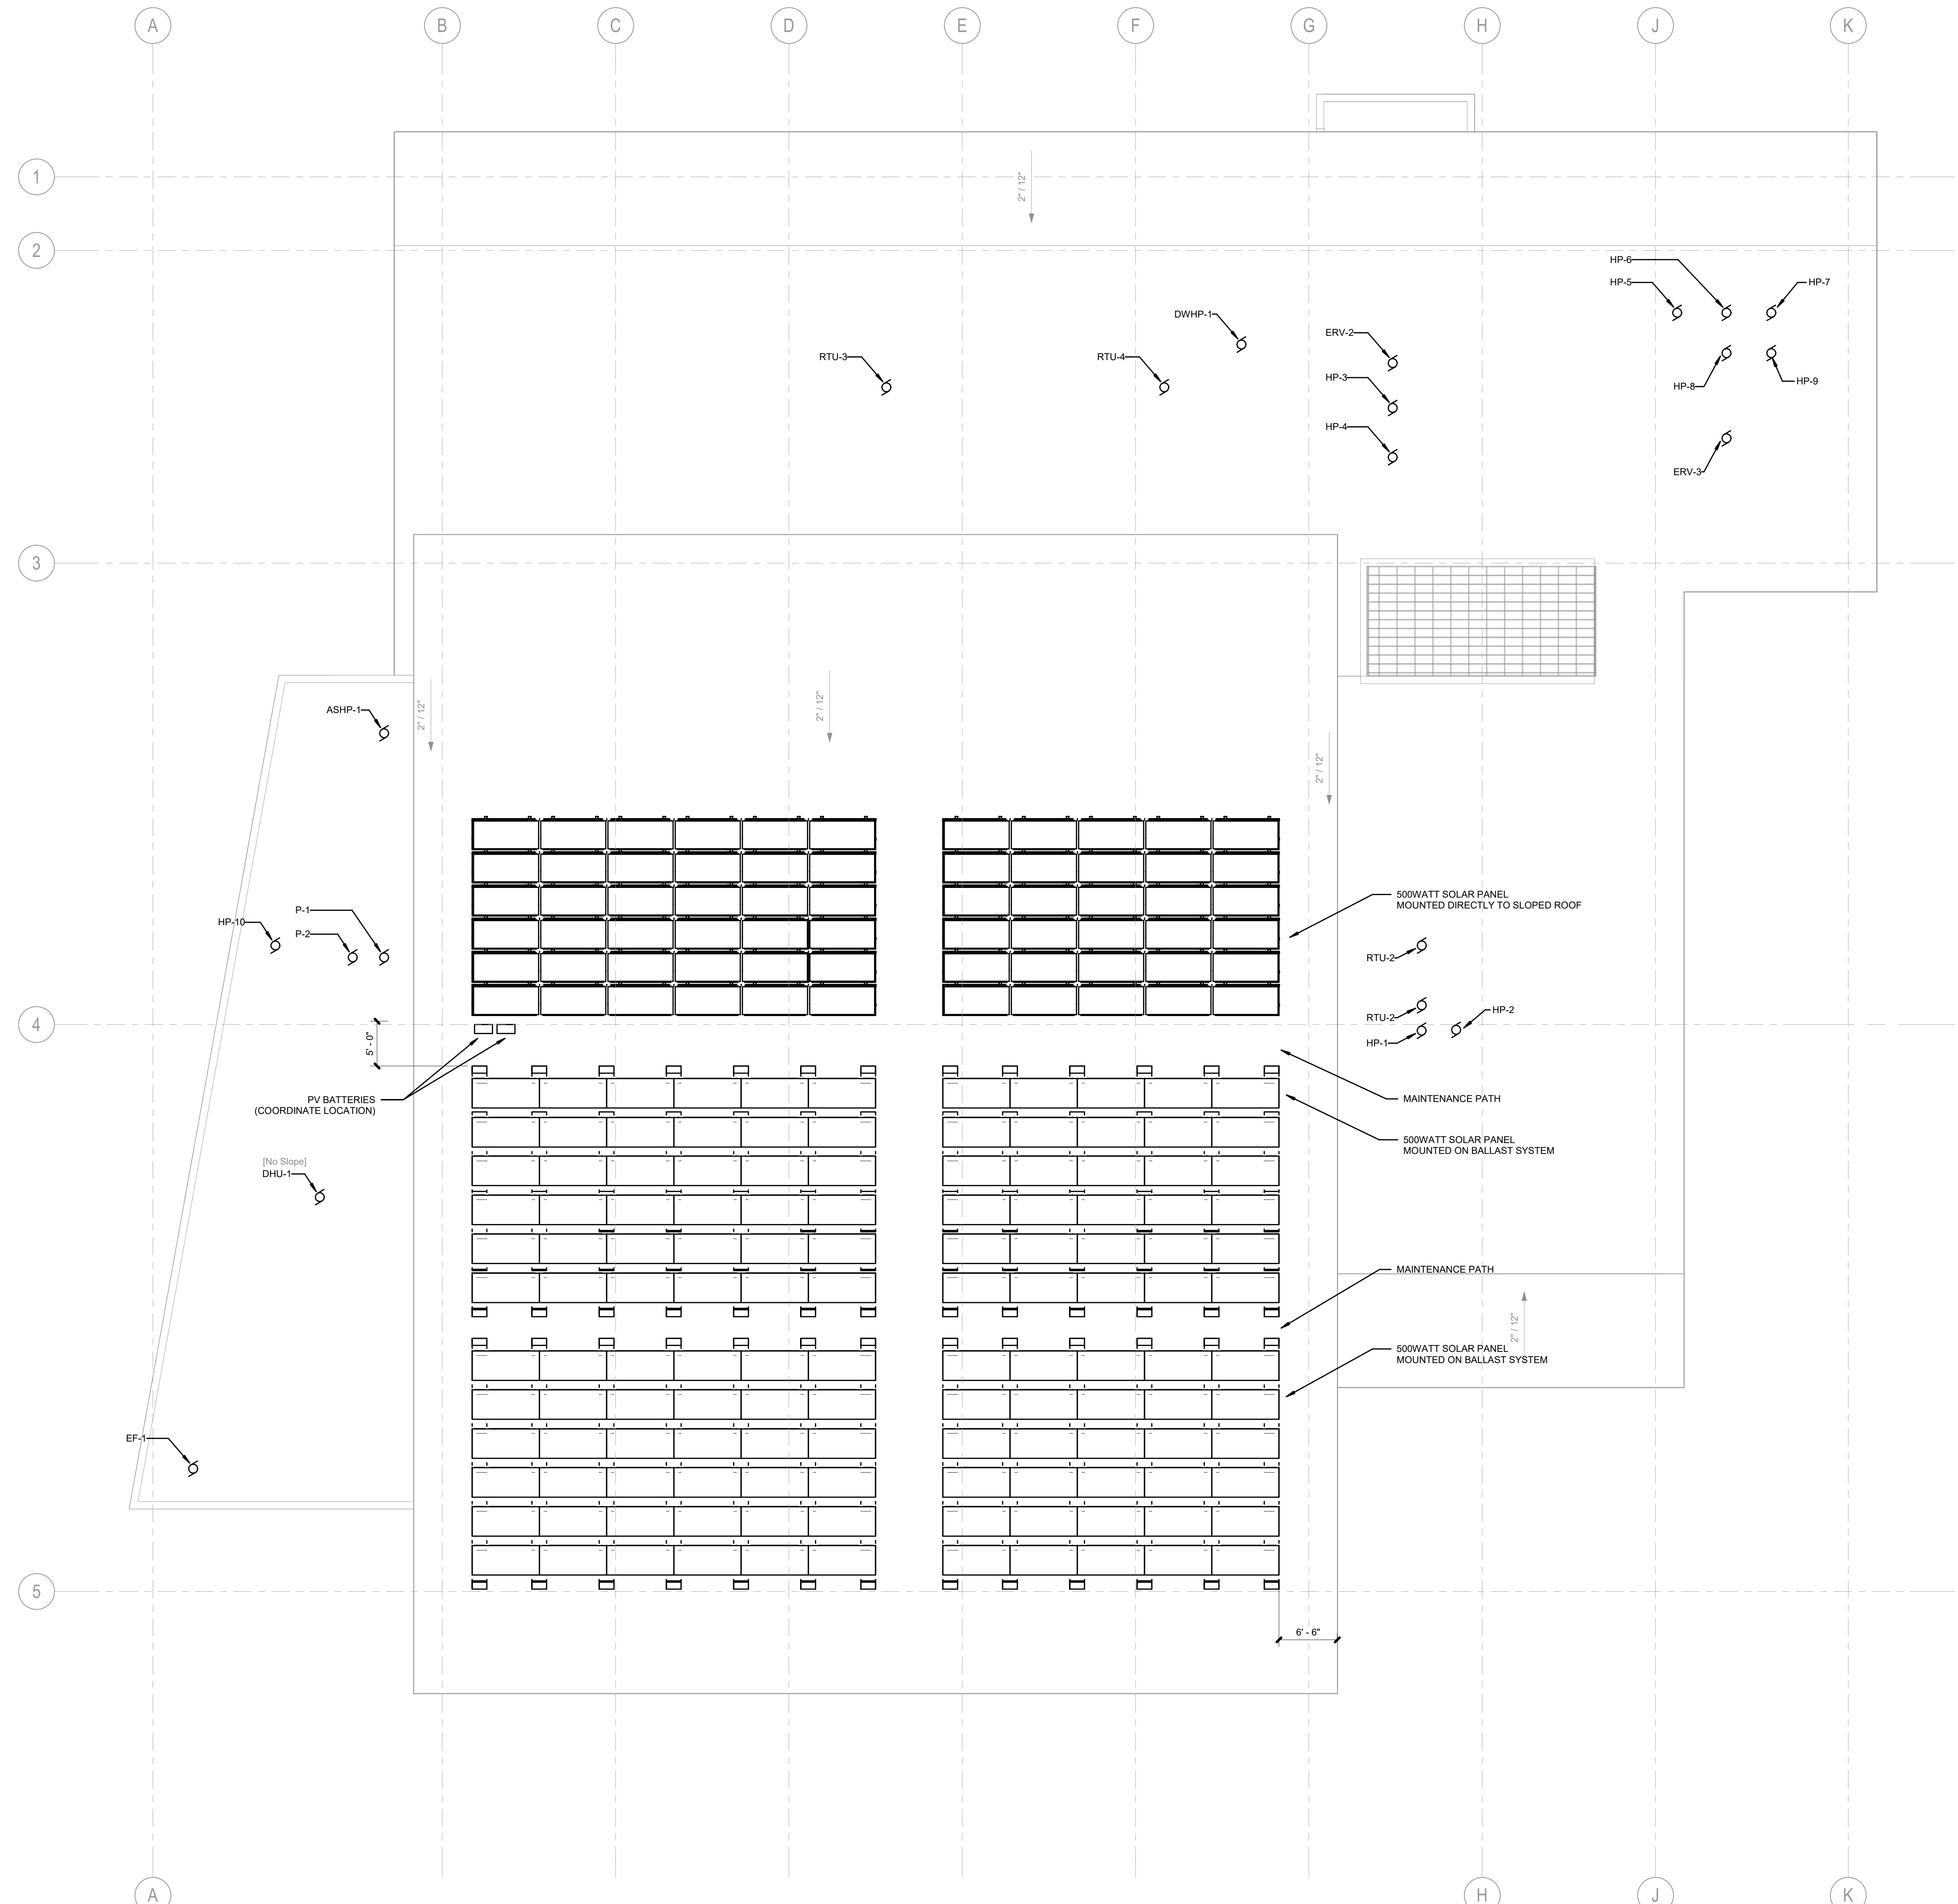 A
B
C
D
E
F
G
H
J
K
1
2" / 12"
2
HP-6
HP-5
HP-7
DWHP-1
ERV-2
RTU-3
RTU-4
HP-3
HP-8
HP-9
HP-4
ERV-3
3
ASHP-1
2" / 12"
2" / 12"
2" / 12"
500WATT SOLAR PANEL
MOUNTED DIRECTLY TO SLOPED ROOF
P-1
HP-10
P-2
RTU-2
RTU-2
HP-2
HP-1
4
5' - 0"
PV BATTERIES
(COORDINATE LOCATION)
MAINTENANCE PATH
500WATT SOLAR PANEL
MOUNTED ON BALLAST SYSTEM
[No Slope]
DHU-1
MAINTENANCE PATH
2" / 12"
500WATT SOLAR PANEL
MOUNTED ON BALLAST SYSTEM
EF-1
5
6' - 6"
A
H
J
K